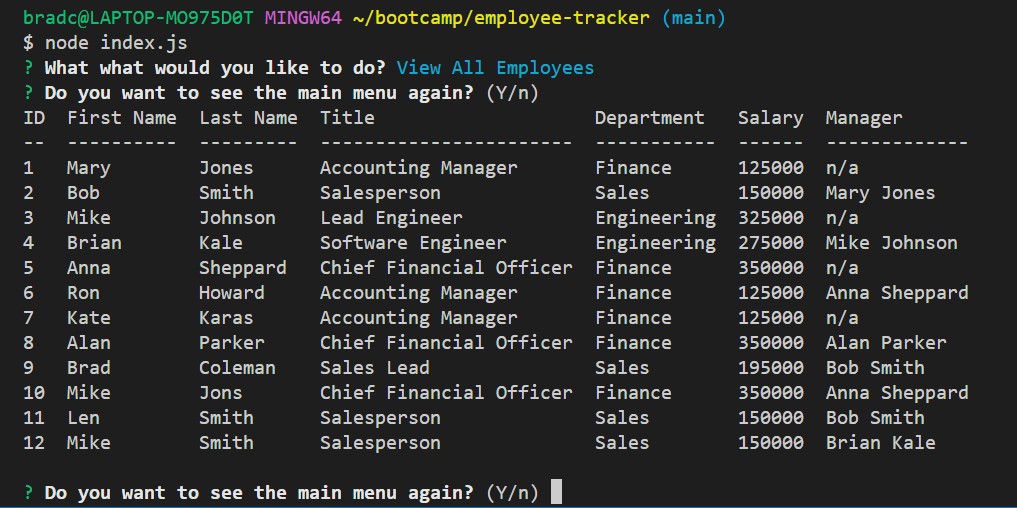 bradc@LAPTOP-MO975D0T MINGW64 ~/bootcamp/employee-tracker (main)
$ node index.js
? What what would you like to do? View All Employees
? Do you want to see the main menu again? (Y/n)
ID  First Name  Last Name  Title                    Department   Salary  Manager
--  ----------  ---------  -----------------------  -----------  ------  -------------
1   Mary        Jones      Accounting Manager       Finance      125000  n/a
2   Bob         Smith      Salesperson              Sales        150000  Mary Jones
3   Mike        Johnson    Lead Engineer            Engineering  325000  n/a
4   Brian       Kale       Software Engineer        Engineering  275000  Mike Johnson
5   Anna        Sheppard   Chief Financial Officer  Finance      350000  n/a
6   Ron         Howard     Accounting Manager       Finance      125000  Anna Sheppard
7   Kate        Karas      Accounting Manager       Finance      125000  n/a
8   Alan        Parker     Chief Financial Officer  Finance      350000  Alan Parker
9   Brad        Coleman    Sales Lead               Sales        195000  Bob Smith
10  Mike        Jons       Chief Financial Officer  Finance      350000  Anna Sheppard
11  Len         Smith      Salesperson              Sales        150000  Bob Smith
12  Mike        Smith      Salesperson              Sales        150000  Brian Kale
? Do you want to see the main menu again? (Y/n)